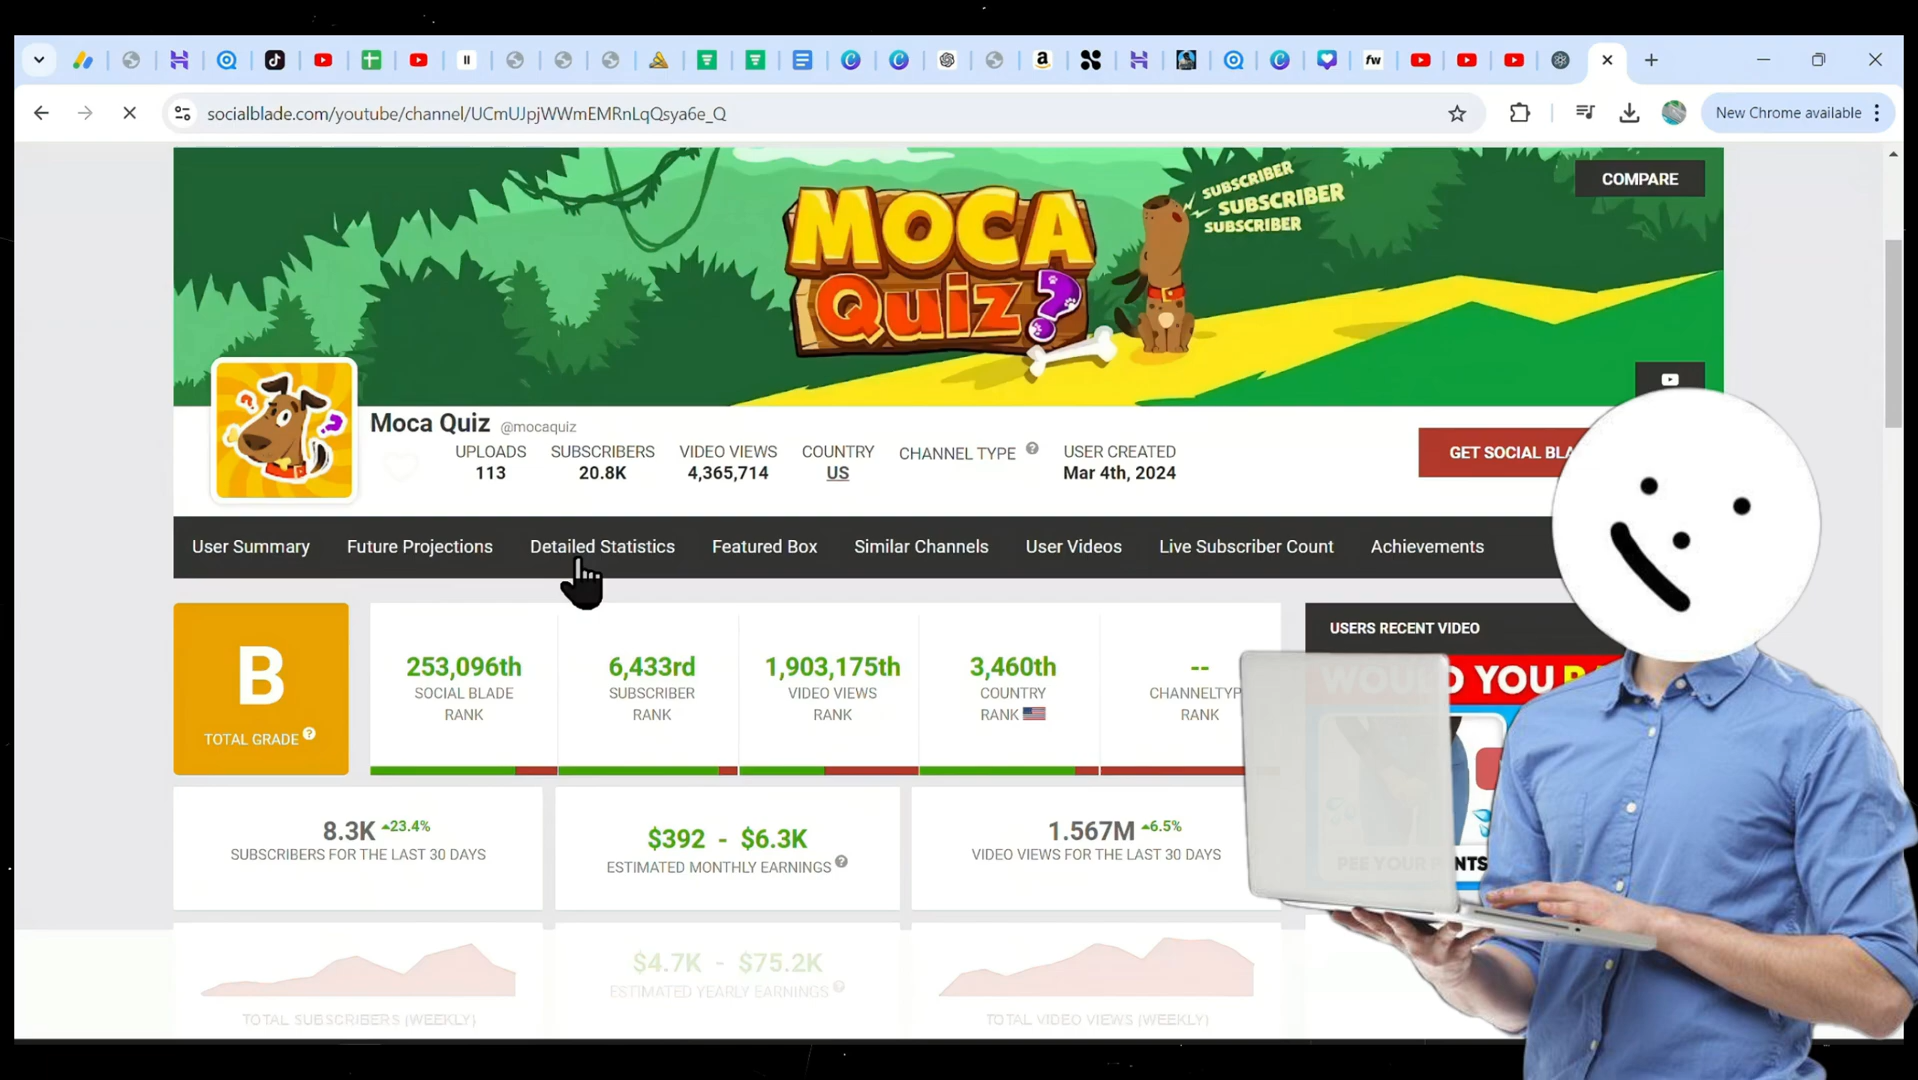 socialblade.com/youtube/channel/UCmUJpjWWmEMRnLqQsya6e_Q
New Chrome available
SUBSCRIBER
SUBSCRIBER
SUBSCRIBER
COMPARE
MOCA
Quiz?
Moca Quiz @mocaquiz
UPLOADS
113
SUBSCRIBERS
20.8K
VIDEO VIEWS
4,365,714
COUNTRY
US
CHANNEL TYPE
USER CREATED
Mar 4th, 2024
GET SOCIAL
User Summary
Future Projections
Detailed Statistics
Featured Box
Similar Channels
User Videos
Live Subscriber Count
Achievements
B
TOTAL GRADE
253,096th
SOCIAL BLADE
RANK
6,433rd
SUBSCRIBER
RANK
1,903,175th
VIDEO VIEWS
RANK
3,460th
COUNTRY
RANK
--
CHANNELTYP
RANK
USERS RECENT VIDEO
WOULD YOU
PEE YOUR PANTS
8.3K 23.4%
SUBSCRIBERS FOR THE LAST 30 DAYS
$392 - $6.3K
ESTIMATED MONTHLY EARNINGS
1.567M 6.5%
VIDEO VIEWS FOR THE LAST 30 DAYS
$4.7K - $75.2K
ESTIMATED YEARLY EARNINGS
TOTAL SUBSCRIBERS (WEEKLY)
TOTAL VIDEO VIEWS (WEEKLY)